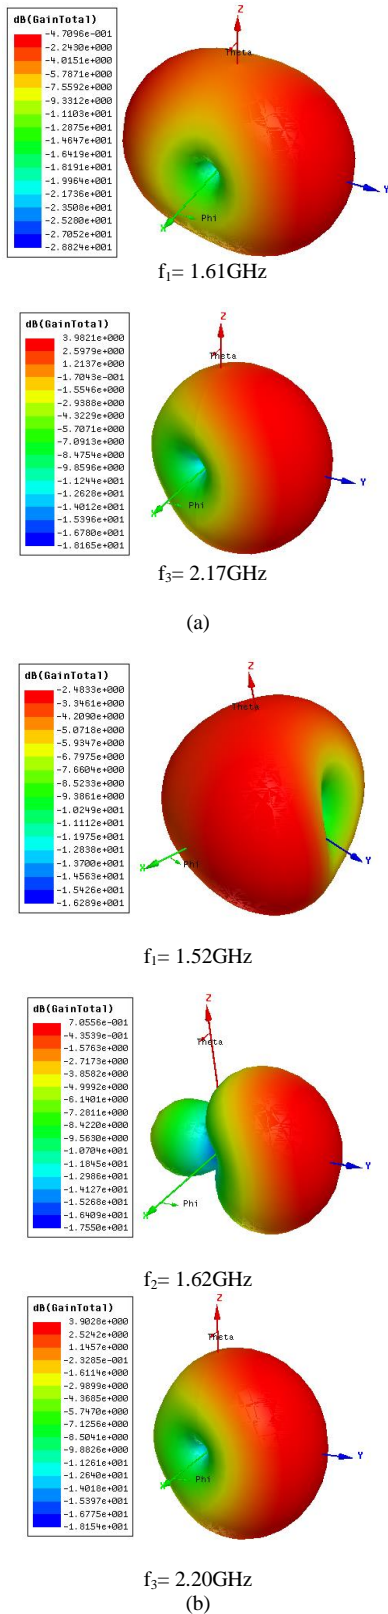 dB(GainTotal)
-4.7096e-001
-2.2430e+000
-4.0151e+000
-5.7871e+000
-7.5592e+000
-9.3312e+000
-1.1103e+001
-1.2875e+001
-1.4647e+001
-1.6419e+001
-1.8191e+001
-1.9964e+001
-2.1736e+001
-2.3508e+001
-2.5280e+001
-2.7052e+001
-2.8824e+001
Z
Theta
Y
Phi
X
f1= 1.61GHz
dB(GainTotal)
3.9821e+000
2.5979e+000
1.2137e+000
-1.7043e-001
-1.5546e+000
-2.9388e+000
-4.3229e+000
-5.7071e+000
-7.0913e+000
-8.4754e+000
-9.8596e+000
-1.1244e+001
-1.2628e+001
-1.4012e+001
-1.5396e+001
-1.6780e+001
-1.8165e+001
Z
Theta
Y
Phi
X
f3= 2.17GHz
(a)
dB(GainTotal)
-2.4833e+000
-3.3461e+000
-4.2090e+000
-5.0718e+000
-5.9347e+000
-6.7975e+000
-7.6604e+000
-8.5233e+000
-9.3861e+000
-1.0249e+001
-1.1112e+001
-1.1975e+001
-1.2838e+001
-1.3700e+001
-1.4563e+001
-1.5426e+001
-1.6289e+001
Z
Theta
X
Phi
Y
f1= 1.52GHz
dB(GainTotal)
7.0556e-001
-4.3539e-001
-1.5763e+000
-2.7173e+000
-3.8582e+000
-4.9992e+000
-6.1401e+000
-7.2811e+000
-8.4220e+000
-9.5630e+000
-1.0704e+001
-1.1845e+001
-1.2986e+001
-1.4127e+001
-1.5268e+001
-1.6409e+001
-1.7550e+001
Z
Theta
Y
Phi
X
f2= 1.62GHz
dB(GainTotal)
3.9028e+000
2.5242e+000
1.1457e+000
-2.3285e-001
-1.6114e+000
-2.9899e+000
-4.3685e+000
-5.7470e+000
-7.1256e+000
-8.5041e+000
-9.8826e+000
-1.1261e+001
-1.2640e+001
-1.4018e+001
-1.5397e+001
-1.6775e+001
-1.8154e+001
Z
Theta
Y
Phi
X
f3= 2.20GHz
(b)